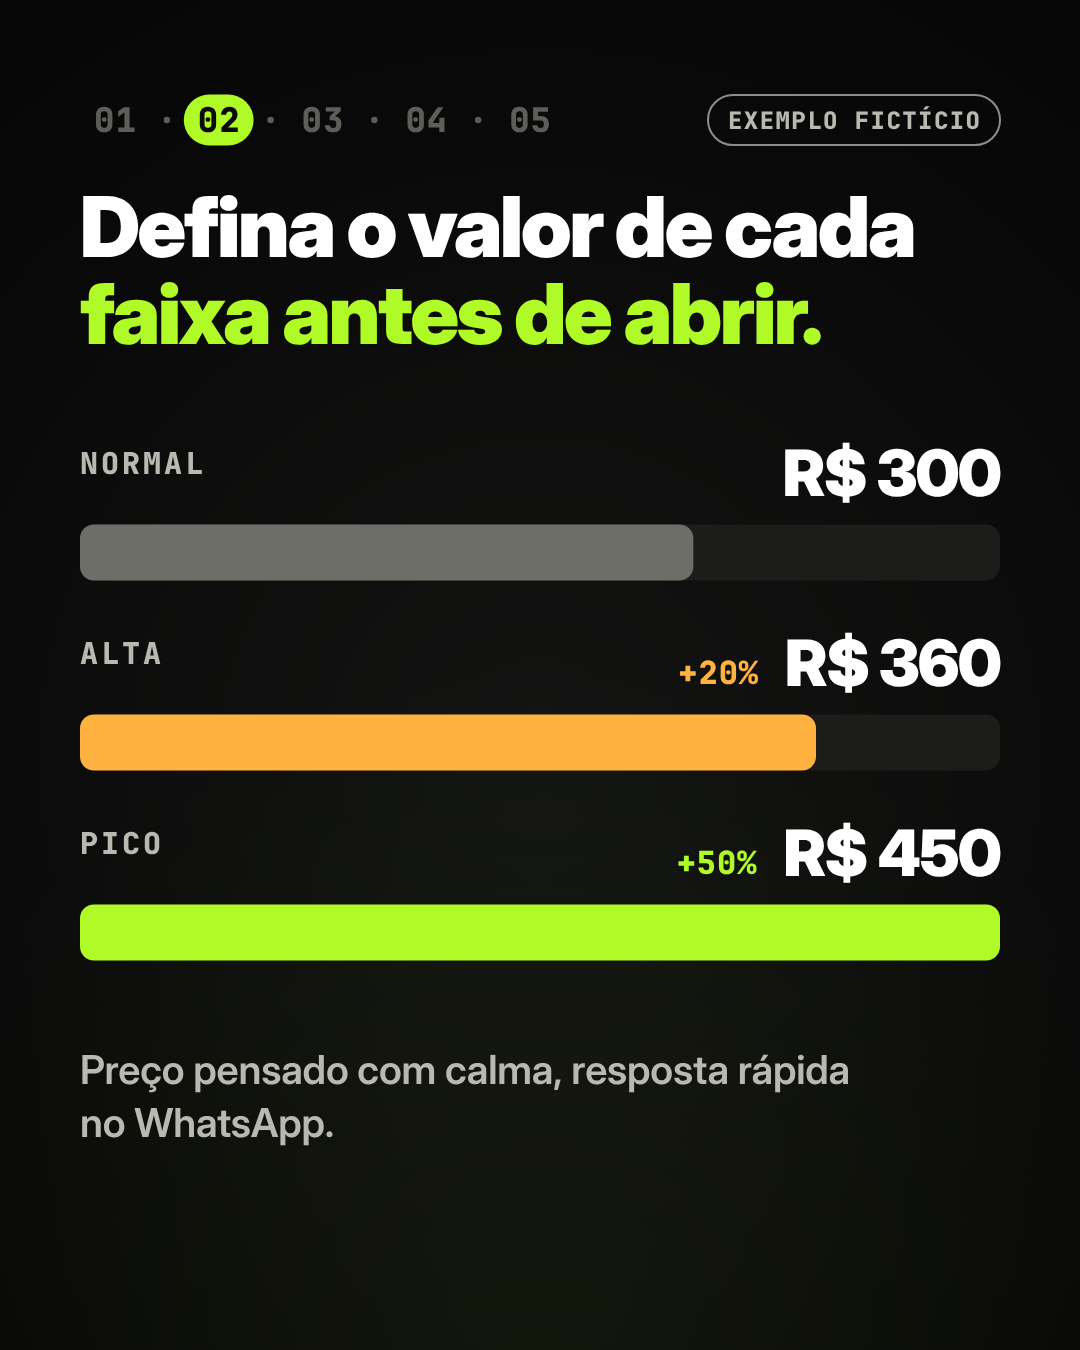 01 · 02 · 03 · 04 · 05
EXEMPLO FICTÍCIO
Defina o valor de cada
faixa antes de abrir.
NORMAL
R$ 300
ALTA
+20% R$ 360
PICO
+50% R$ 450
Preço pensado com calma, resposta rápida
no WhatsApp.